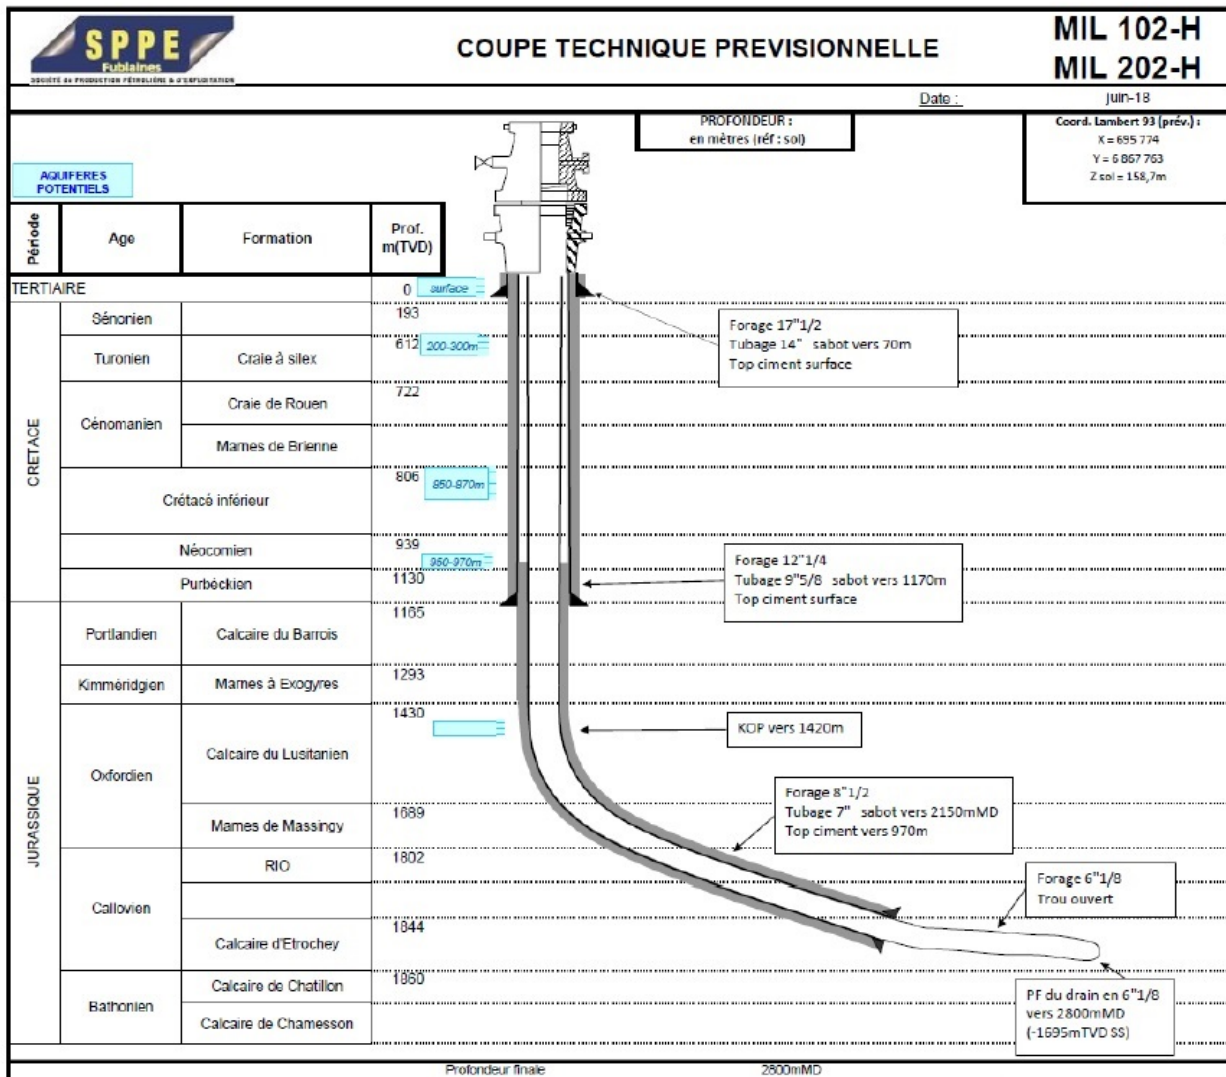 SPPE
Fublaines
SOCIÉTÉ de PRODUCTION PÉTROLIÈRE & D'EXPLOITATION
COUPE TECHNIQUE PREVISIONNELLE
MIL 102-H
MIL 202-H
Date :
juin-18
PROFONDEUR :
en mètres (réf : sol)
Coord. Lambert 93 (prév.) :
X = 695 774
Y = 6 867 763
Z sol = 158,7m
AQUIFERES
POTENTIELS
Période
Age
Formation
Prof.
m(TVD)
TERTIAIRE
0
surface
193
Sénonien
612
200-300m
Turonien
Craie à silex
Forage 17"1/2
Tubage 14" sabot vers 70m
Top ciment surface
722
CRETACE
Cénomanien
Craie de Rouen
Marnes de Brienne
806
850-870m
Crétacé inférieur
939
Néocomien
950-970m
1130
Purbéckien
Forage 12"1/4
Tubage 9"5/8 sabot vers 1170m
Top ciment surface
1165
Portlandien
Calcaire du Barrois
1293
Kimméridgien
Marnes à Exogyres
1430
KOP vers 1420m
JURASSIQUE
Oxfordien
Calcaire du Lusitanien
Forage 8"1/2
Tubage 7" sabot vers 2150mMD
Top ciment vers 970m
1689
Marnes de Massingy
1802
RIO
Callovien
Forage 6"1/8
Trou ouvert
1844
Calcaire d'Etrochey
1860
Calcaire de Chatillon
Bathonien
Calcaire de Chamesson
PF du drain en 6"1/8
vers 2800mMD
(-1695mTVD SS)
Profondeur finale
2800mMD